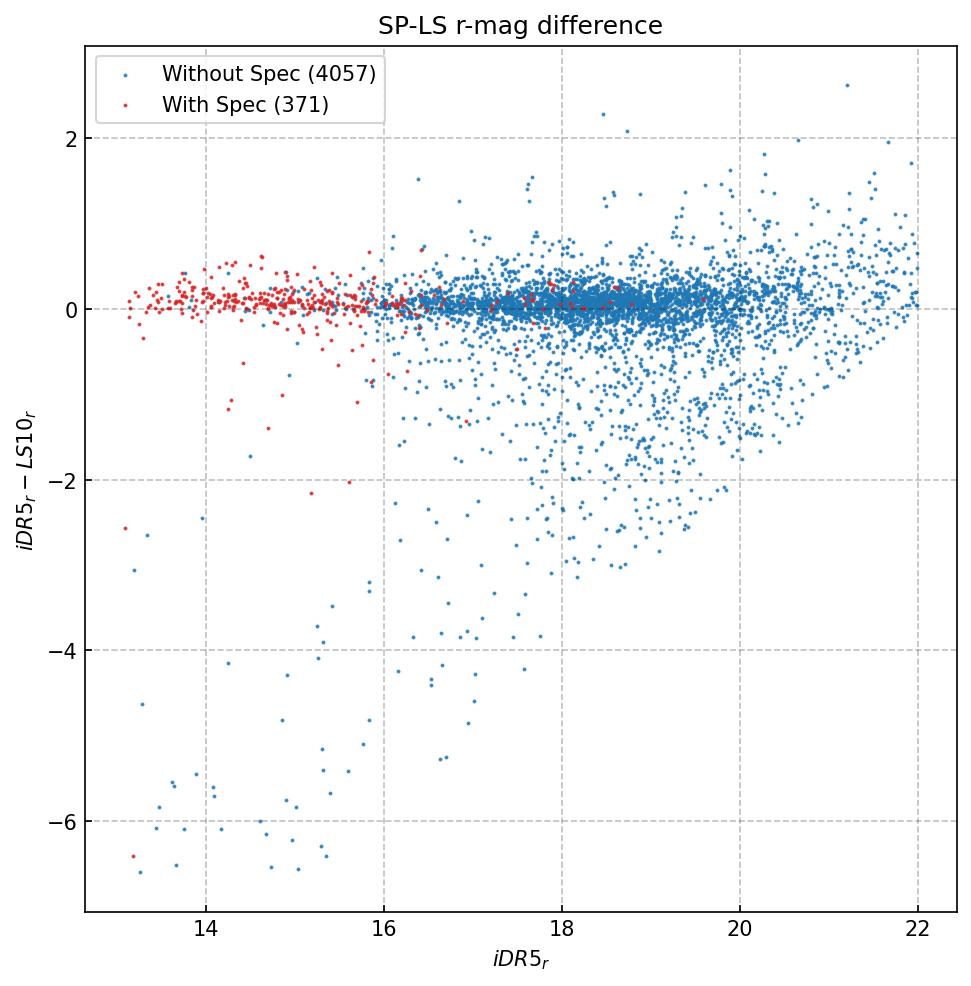 SP-LS r-mag difference
Without Spec (4057)
With Spec (371)
2
0
−2
−4
−6
iDR5r − LS10r
14 16 18 20 22
iDR5r